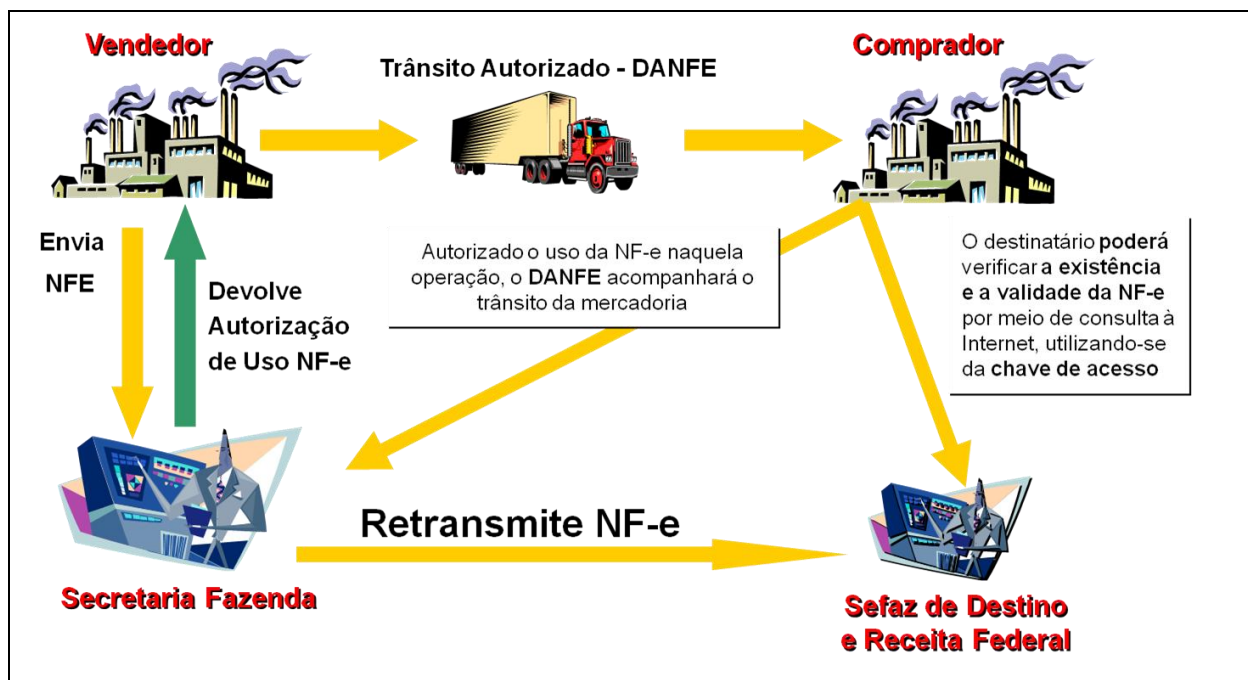 Vendedor
Trânsito Autorizado - DANFE
Comprador
Envia
NFE
Devolve
Autorização
de Uso NF-e
Autorizado o uso da NF-e naquela
operação, o DANFE acompanhará o
trânsito da mercadoria
O destinatário poderá
verificar a existência
e a validade da NF-e
por meio de consulta à
Internet, utilizando-se
da chave de acesso
Retransmite NF-e
Secretaria Fazenda
Sefaz de Destino
e Receita Federal